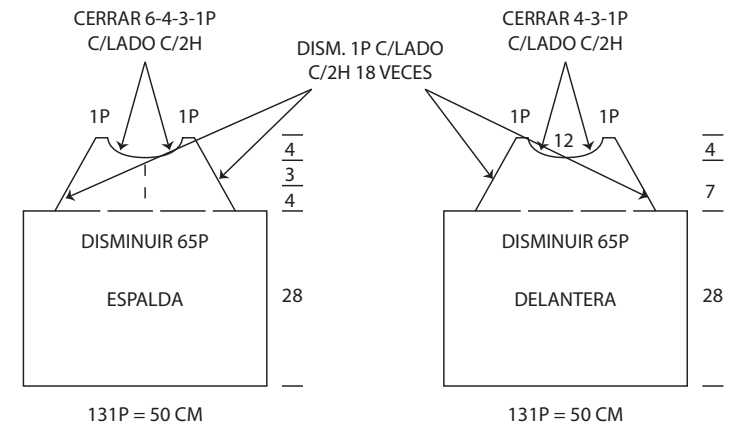 CERRAR 6-4-3-1P
C/LADO C/2H
DISM. 1P C/LADO
C/2H 18 VECES
CERRAR 4-3-1P
C/LADO C/2H
1P
1P
4
3
4
DISMINUIR 65P
ESPALDA
28
131P = 50 CM
1P
1P
12
4
7
DISMINUIR 65P
DELANTERA
28
131P = 50 CM